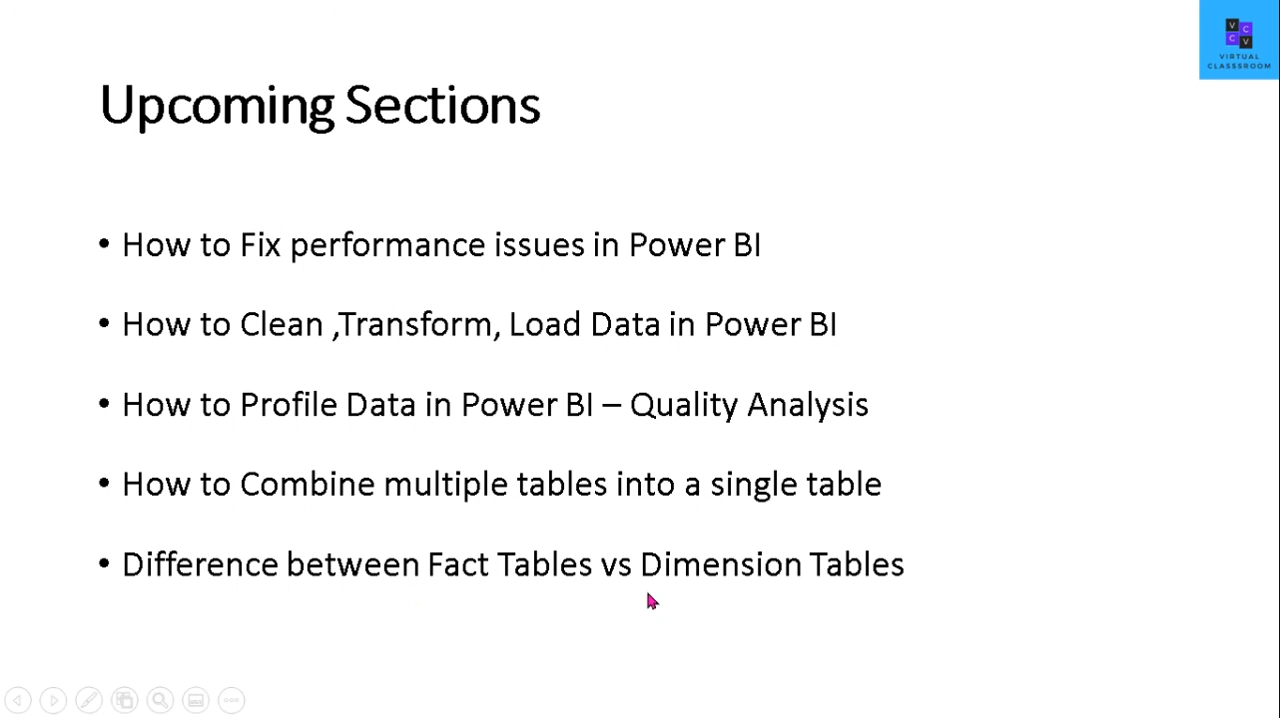 V C
C V
VIRTUAL
CLASSSROOM
Upcoming Sections
• How to Fix performance issues in Power BI
• How to Clean ,Transform, Load Data in Power BI
• How to Profile Data in Power BI – Quality Analysis
• How to Combine multiple tables into a single table
• Difference between Fact Tables vs Dimension Tables